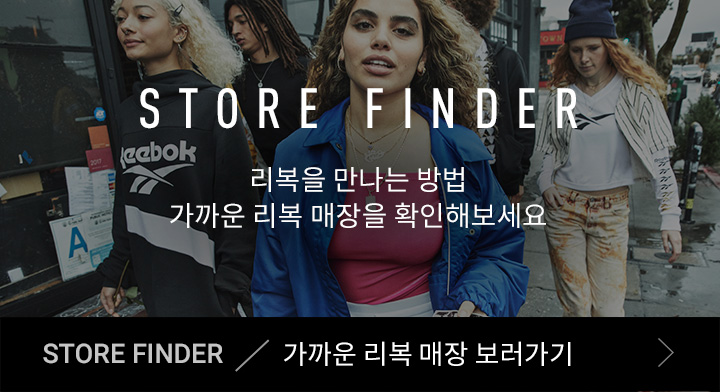 STORE FINDER
Reebok
리복을 만나는 방법
가까운 리복 매장을 확인해보세요
2017
A
STORE FINDER / 가까운 리복 매장 보러가기